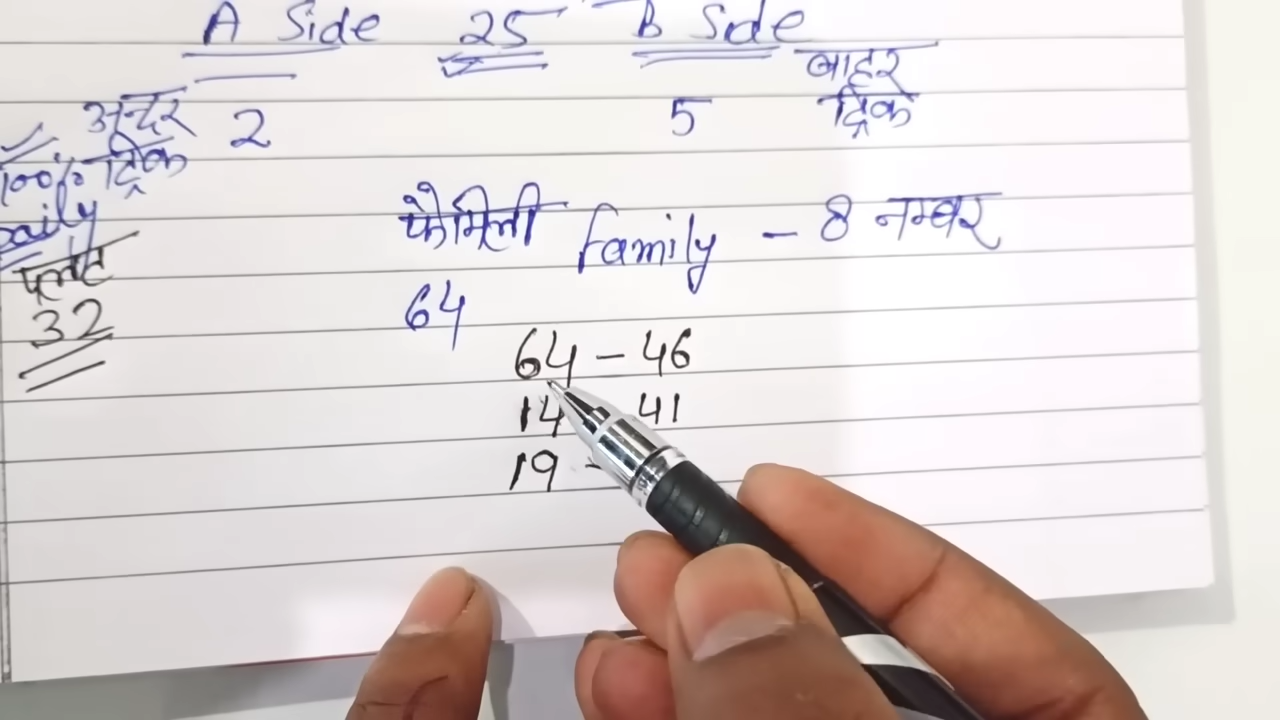 A Side 25 B Side
बाहर
अन्दर 2 5 ट्रिक
100% ट्रिक
Daily फैमिली family - 8 नम्बर
पलट
32 64
64 - 46
14 41
19 -